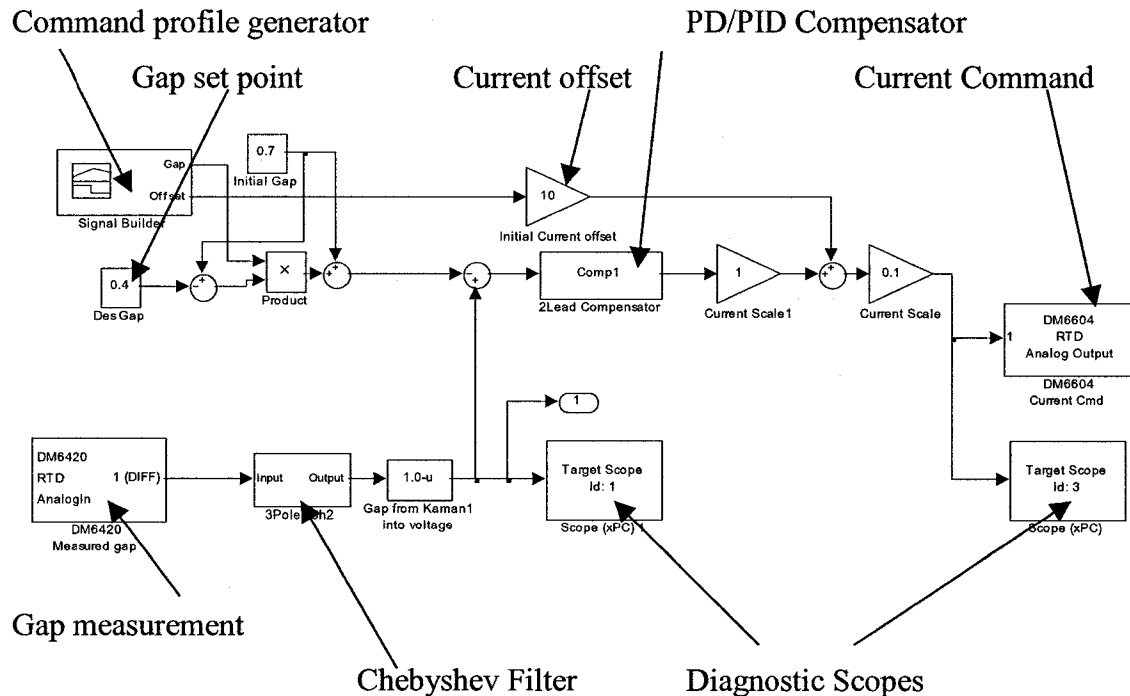 Command profile generator
PD/PID Compensator
Gap set point
Current offset
Current Command
Gap
Offset
Signal Builder
0.7
Initial Gap
10
Initial Current offset
0.4
DesGap
×
Product
Comp1
2Lead Compensator
1
Current Scale1
0.1
Current Scale
1
DM6604
RTD
Analog Output
DM6604
Current Cmd
1
DM6420
RTD
AnalogIn
1 (DIFF)
DM6420
Measured gap
Input
Output
1.0-u
Gap from Kaman1
into voltage
Target Scope
Id: 1
Scope (xPC) 1
Target Scope
Id: 3
Scope (xPC)
Gap measurement
Chebyshev Filter
Diagnostic Scopes